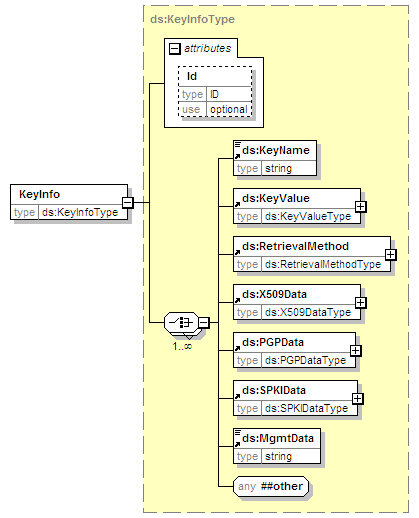 ds:KeyInfoType
attributes
Id
type ID
use optional
KeyInfo
type ds:KeyInfoType
ds:KeyName
type string
ds:KeyValue
type ds:KeyValueType
ds:RetrievalMethod
type ds:RetrievalMethodType
ds:X509Data
type ds:X509DataType
1..∞
ds:PGPData
type ds:PGPDataType
ds:SPKIData
type ds:SPKIDataType
ds:MgmtData
type string
any ##other